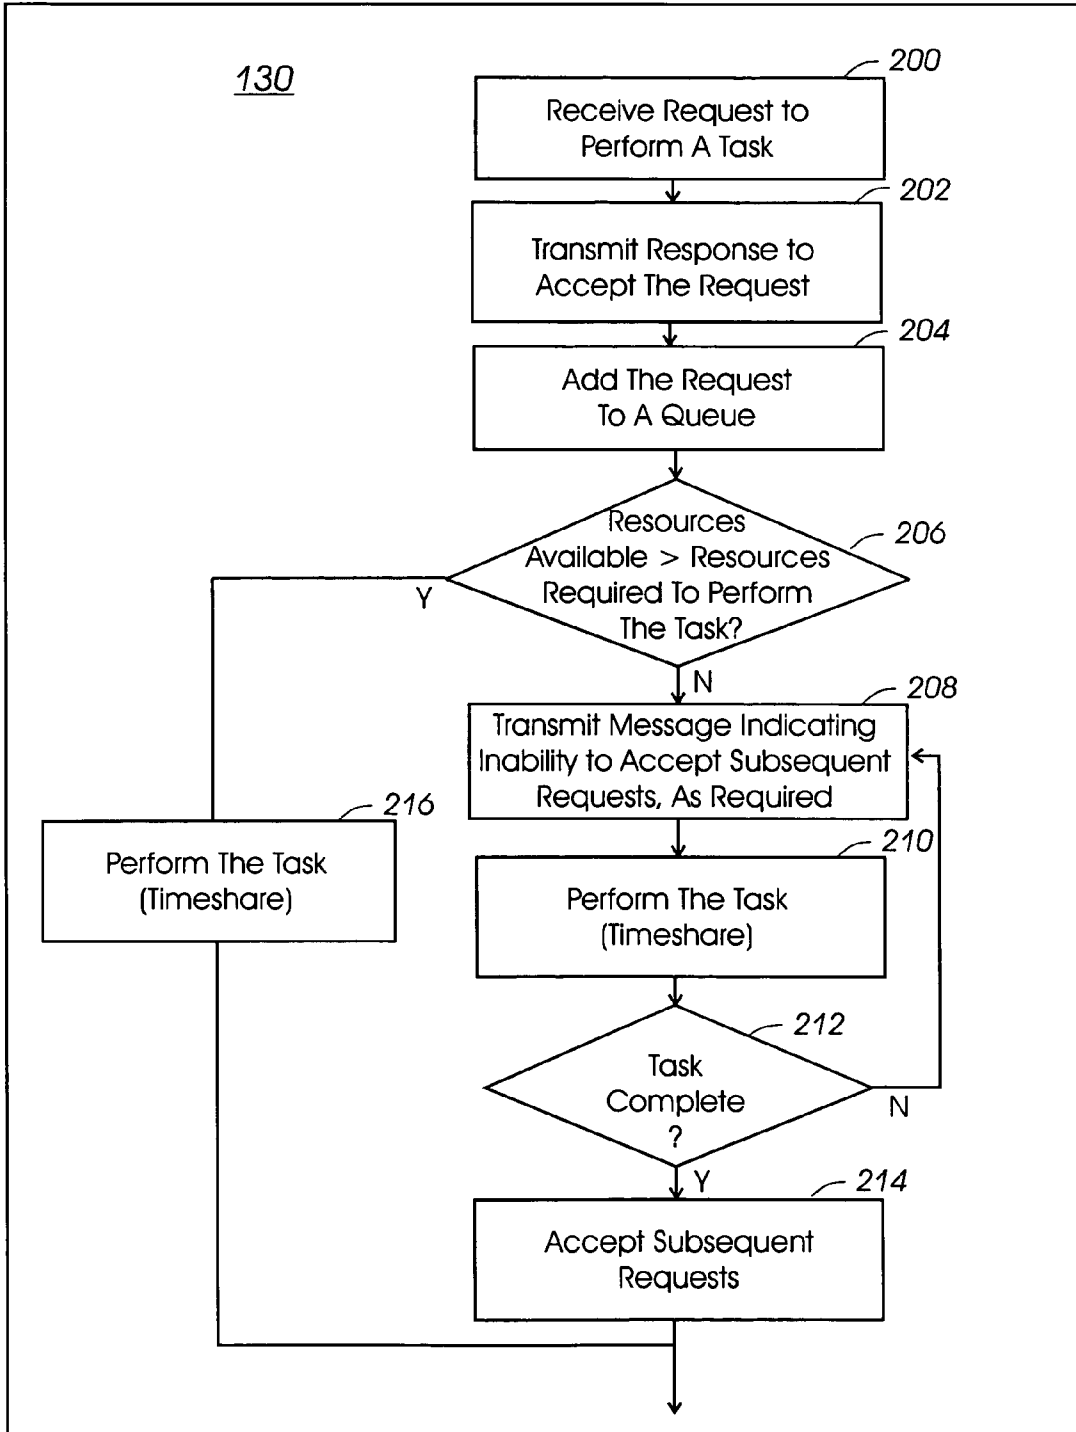 130
200
Receive Request to
Perform A Task
202
Transmit Response to
Accept The Request
204
Add The Request
To A Queue
206
Resources
Available > Resources
Required To Perform
The Task?
Y
N
208
Transmit Message Indicating
Inability to Accept Subsequent
Requests, As Required
216
Perform The Task
(Timeshare)
210
Perform The Task
(Timeshare)
212
Task
Complete
?
N
Y
214
Accept Subsequent
Requests